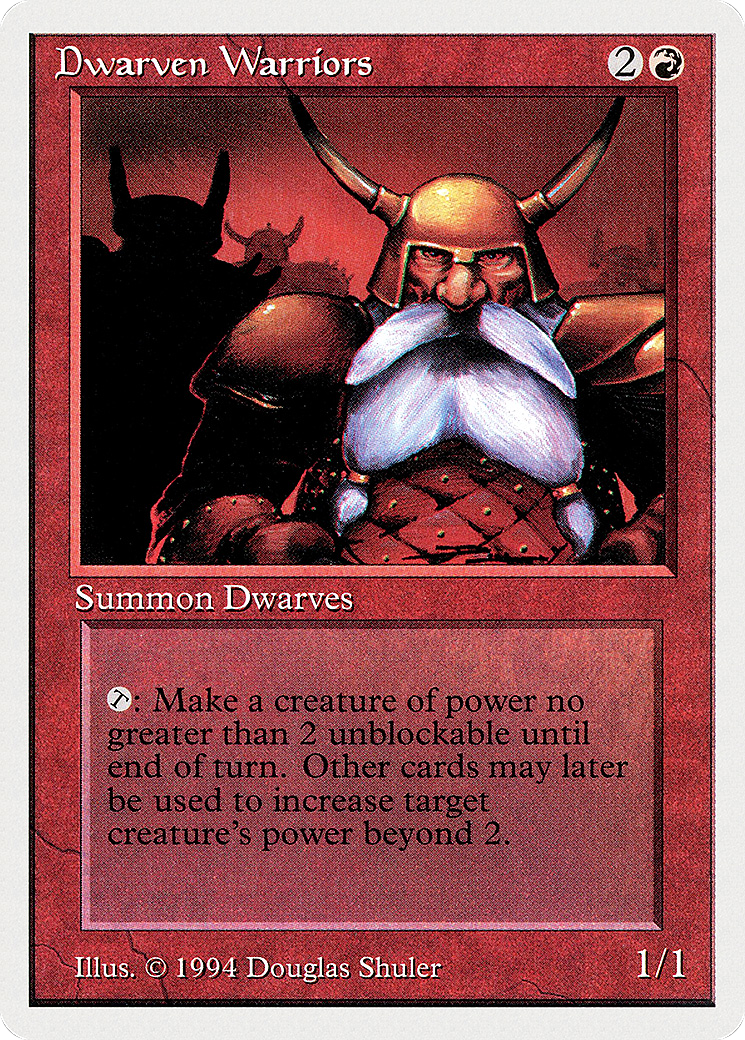 Dwarven Warriors 2
Summon Dwarves
T: Make a creature of power no
greater than 2 unblockable until
end of turn. Other cards may later
be used to increase target
creature's power beyond 2.
Illus. © 1994 Douglas Shuler 1/1